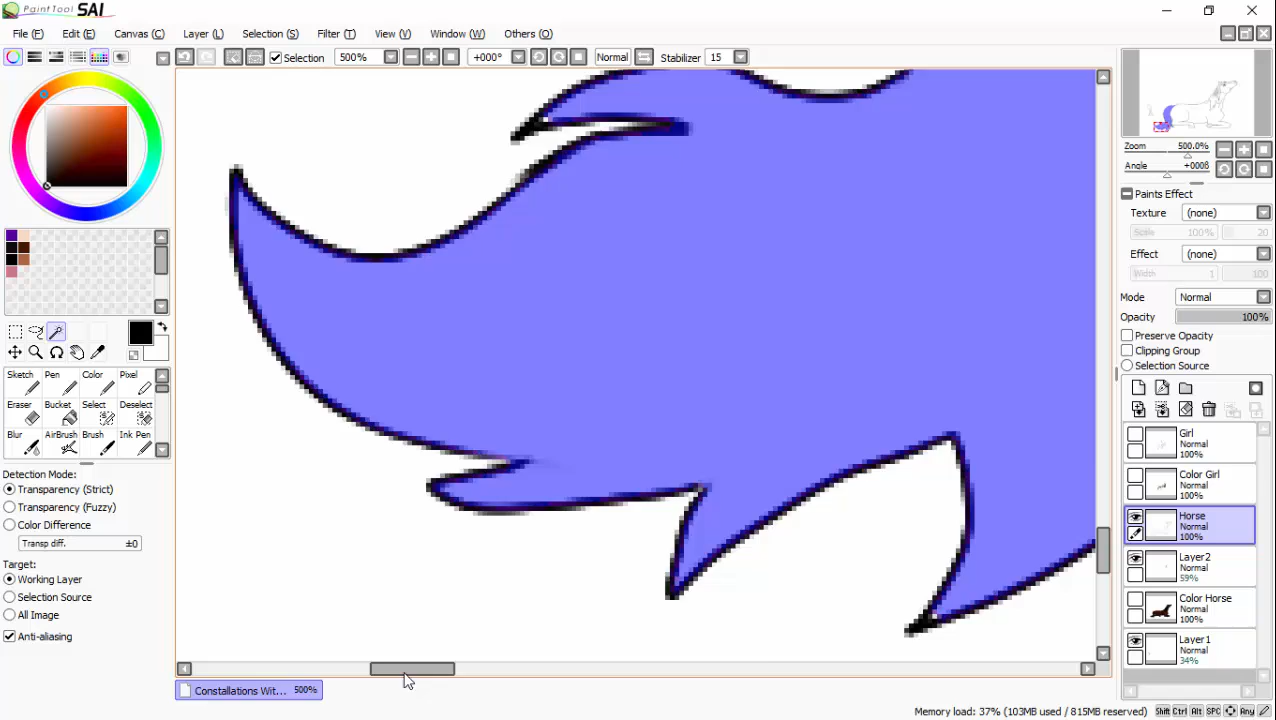 PaintTool SAI
File (F) Edit (E) Canvas (C) Layer (L) Selection (S) Filter (T) View (V) Window (W) Others (O)
Selection 500% +000° Normal Stabilizer 15
Zoom 500.0%
Angle +000ß
Paints Effect
Texture (none)
Scale 100% 20
Effect (none)
Width 1 100
Mode Normal
Opacity 100%
Preserve Opacity
Clipping Group
Selection Source
Sketch Pen Color Pixel
Eraser Bucket Select Deselect
Blur AirBrush Brush Ink Pen
Detection Mode:
Transparency (Strict)
Transparency (Fuzzy)
Color Difference
Transp diff. ±0
Target:
Working Layer
Selection Source
All Image
Anti-aliasing
Girl
Normal
100%
Color Girl
Normal
100%
Horse
Normal
100%
Layer2
Normal
59%
Color Horse
Normal
100%
Layer1
Normal
34%
Constallations Wit... 500%
Memory load: 37% (103MB used / 815MB reserved) Shift Ctrl Alt SPC Any